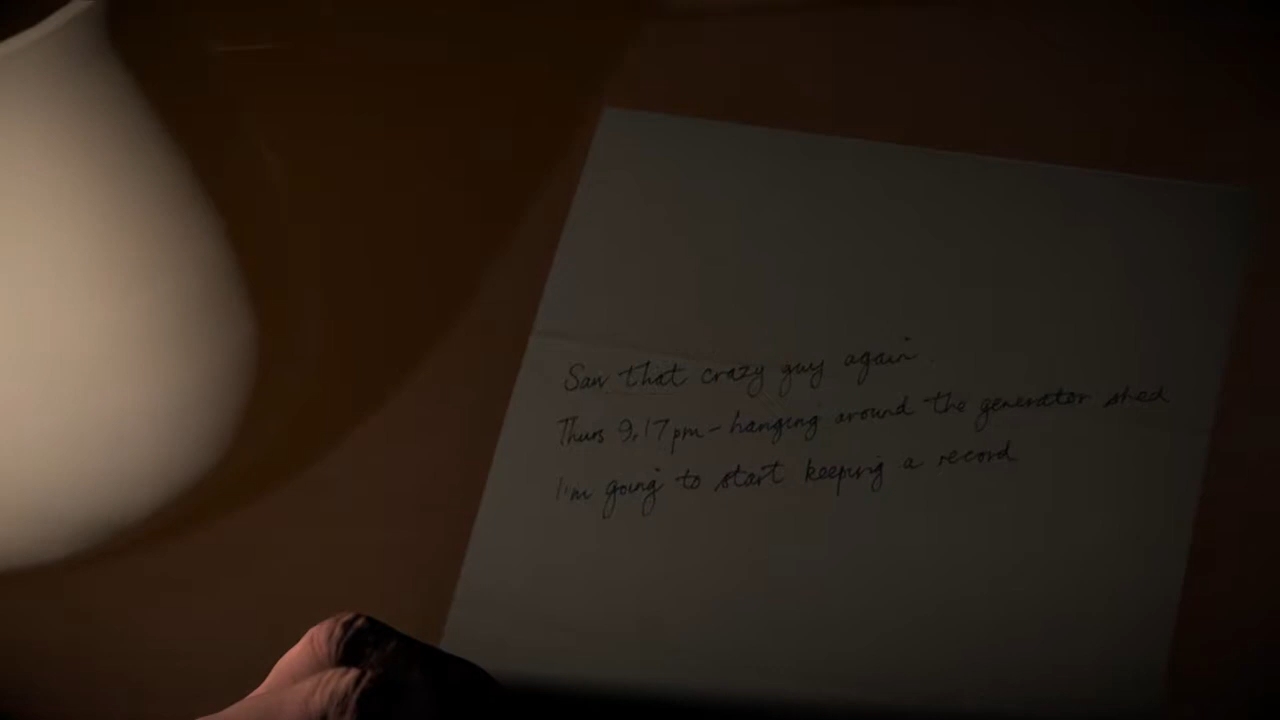 Saw that crazy guy again.
Thurs 9.17pm - hanging around the generator shed
I'm going to start keeping a record